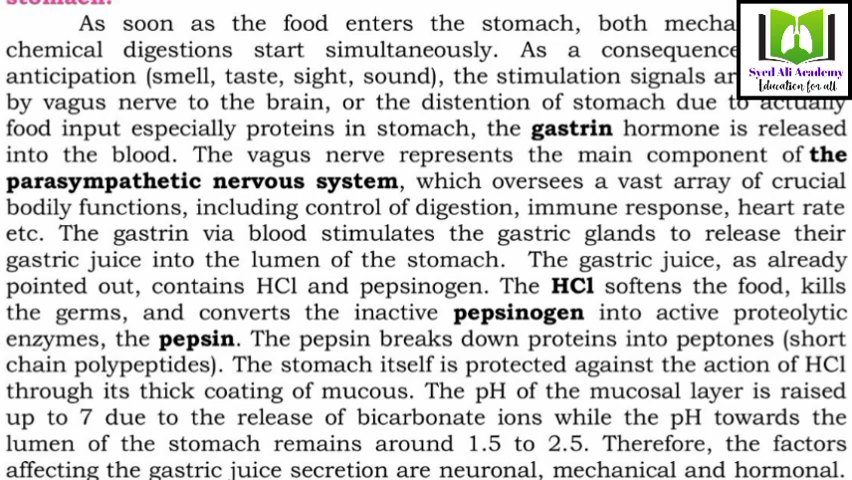 stomach:
As soon as the food enters the stomach, both mecha
chemical digestions start simultaneously. As a consequence
anticipation (smell, taste, sight, sound), the stimulation signals ar
by vagus nerve to the brain, or the distention of stomach due to actually
food input especially proteins in stomach, the gastrin hormone is released
into the blood. The vagus nerve represents the main component of the
parasympathetic nervous system, which oversees a vast array of crucial
bodily functions, including control of digestion, immune response, heart rate
etc. The gastrin via blood stimulates the gastric glands to release their
gastric juice into the lumen of the stomach. The gastric juice, as already
pointed out, contains HCl and pepsinogen. The HCl softens the food, kills
the germs, and converts the inactive pepsinogen into active proteolytic
enzymes, the pepsin. The pepsin breaks down proteins into peptones (short
chain polypeptides). The stomach itself is protected against the action of HCl
through its thick coating of mucous. The pH of the mucosal layer is raised
up to 7 due to the release of bicarbonate ions while the pH towards the
lumen of the stomach remains around 1.5 to 2.5. Therefore, the factors
affecting the gastric juice secretion are neuronal, mechanical and hormonal.
Syed Ali Academy
Education for all